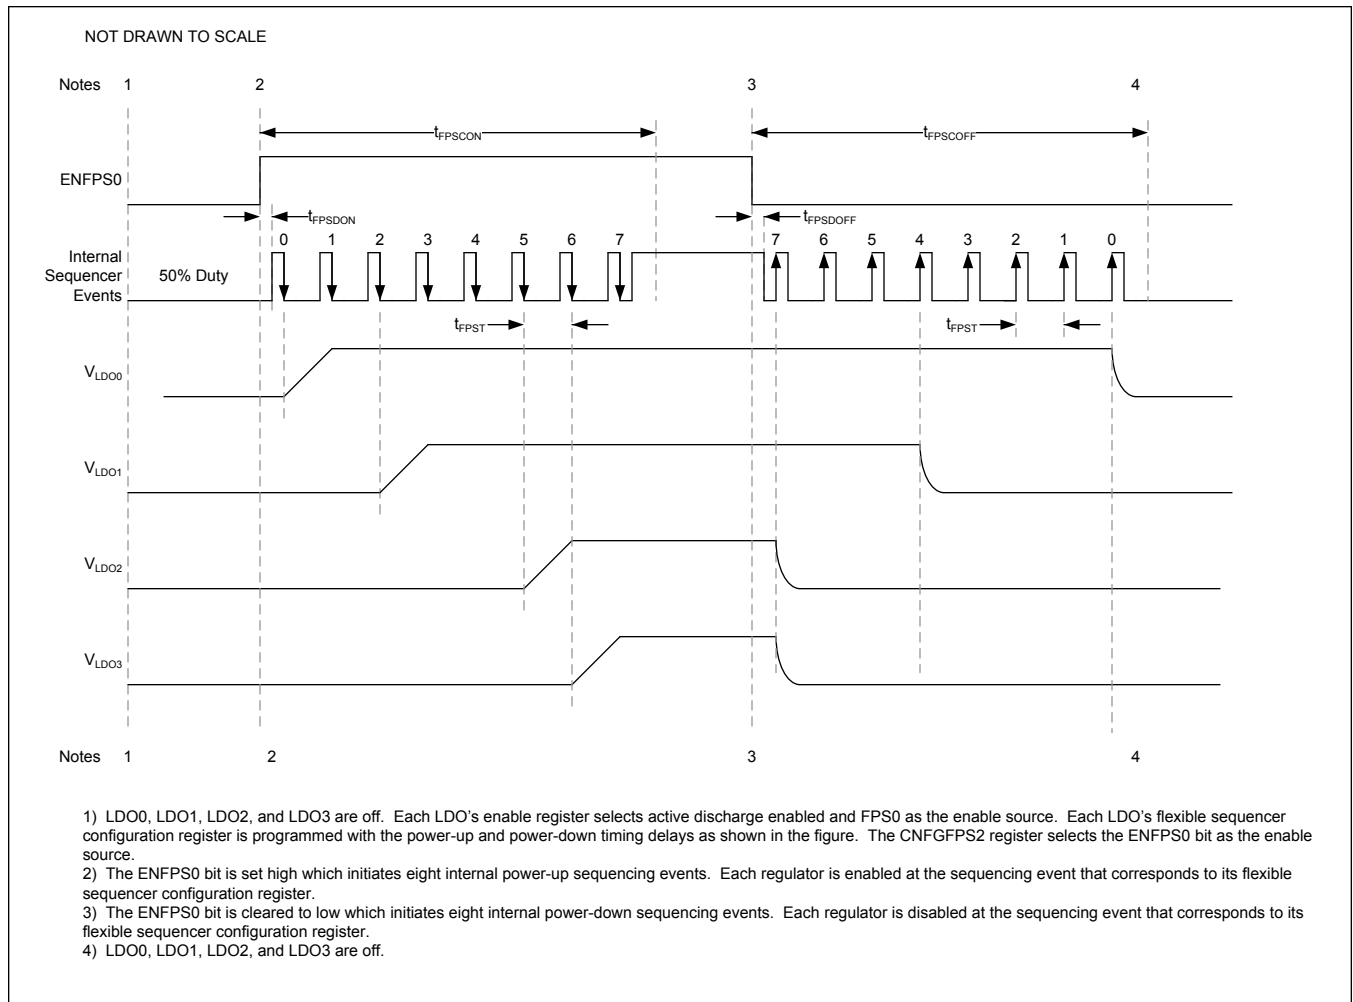 NOT DRAWN TO SCALE
Notes 1 2 3 4
tFPSCON tFPSCOFF
ENFPS0
tFPSDON tFPSDOFF
0 1 2 3 4 5 6 7 7 6 5 4 3 2 1 0
Internal
Sequencer
Events
50% Duty
tFPST tFPST
VLDO0
VLDO1
VLDO2
VLDO3
Notes 1 2 3 4
1) LDO0, LDO1, LDO2, and LDO3 are off. Each LDO's enable register selects active discharge enabled and FPS0 as the enable source. Each LDO's flexible sequencer
configuration register is programmed with the power-up and power-down timing delays as shown in the figure. The CNFGFPS2 register selects the ENFPS0 bit as the enable
source.
2) The ENFPS0 bit is set high which initiates eight internal power-up sequencing events. Each regulator is enabled at the sequencing event that corresponds to its flexible
sequencer configuration register.
3) The ENFPS0 bit is cleared to low which initiates eight internal power-down sequencing events. Each regulator is disabled at the sequencing event that corresponds to its
flexible sequencer configuration register.
4) LDO0, LDO1, LDO2, and LDO3 are off.